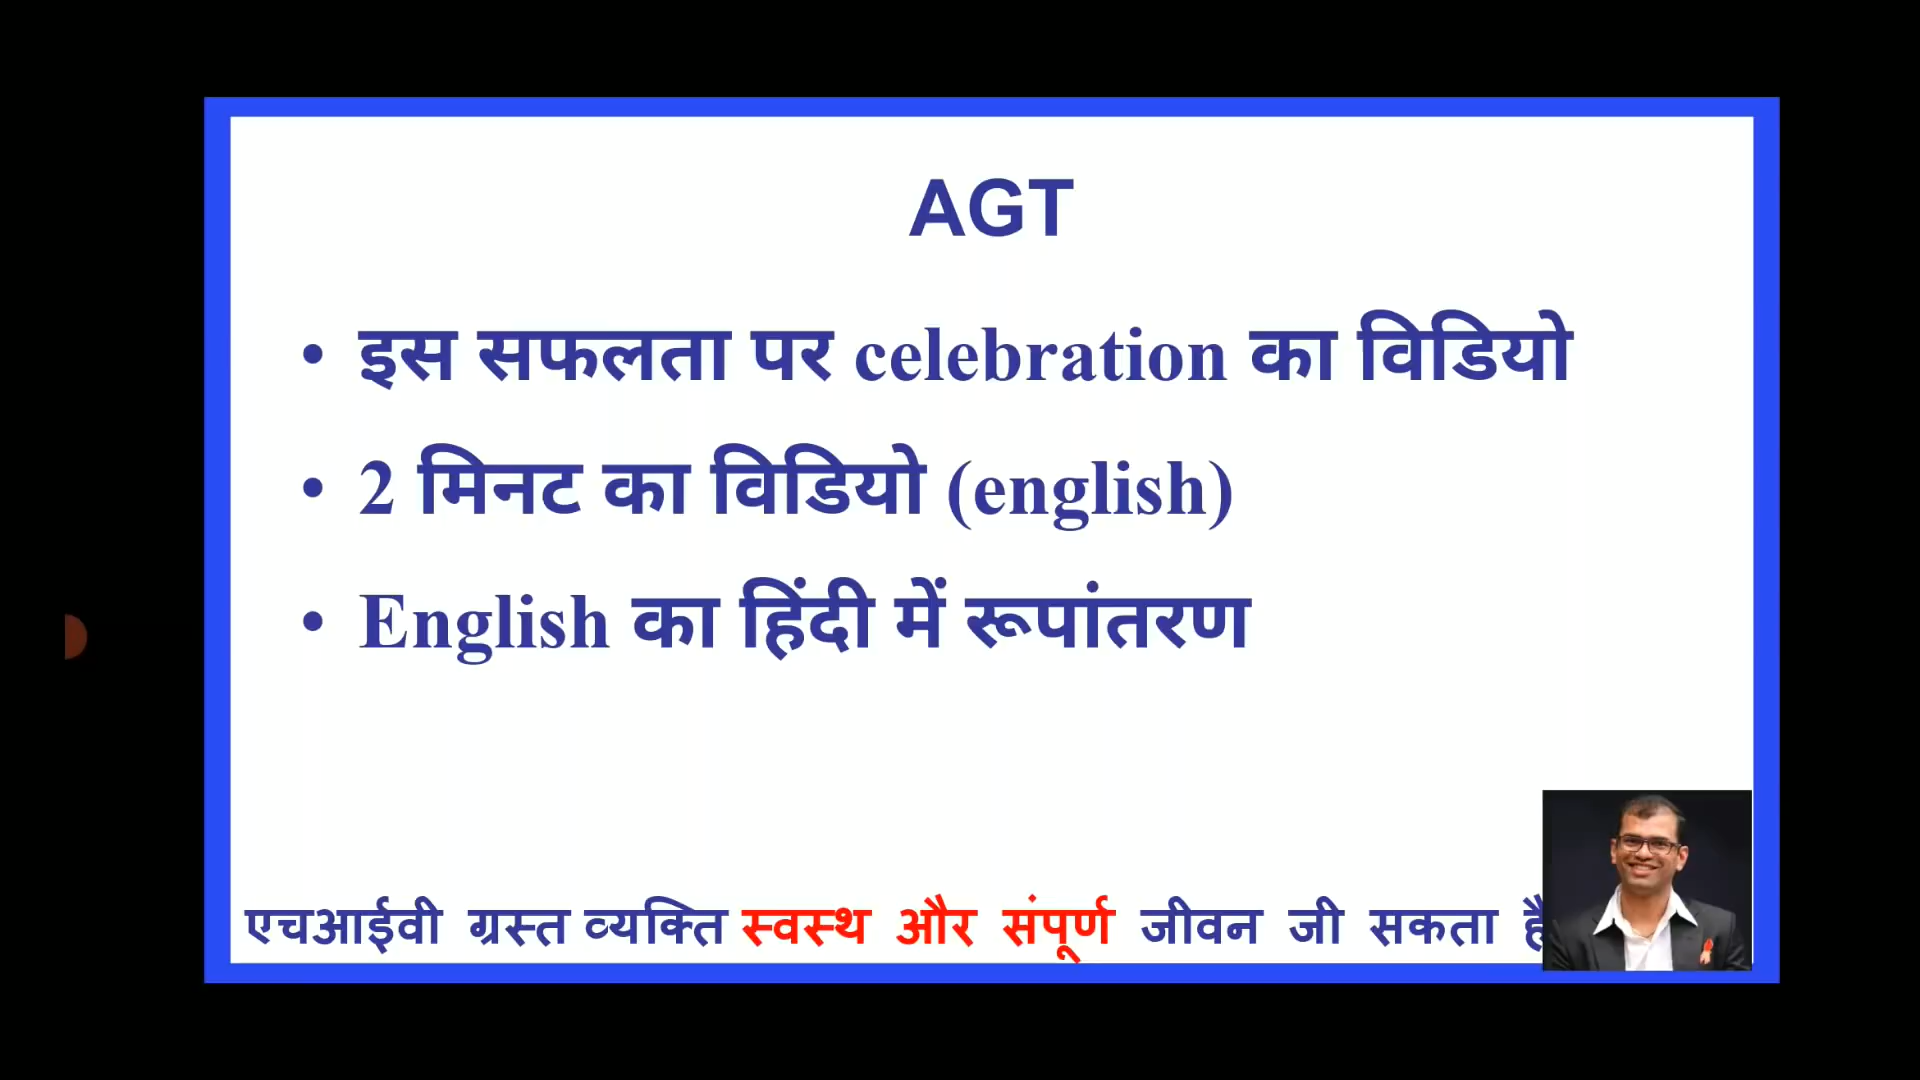 AGT
• इस सफलता पर celebration का विडियो
• 2 मिनट का विडियो (english)
• English का हिंदी में रूपांतरण
एचआईवी ग्रस्त व्यक्ति स्वस्थ और संपूर्ण जीवन जी सकता है